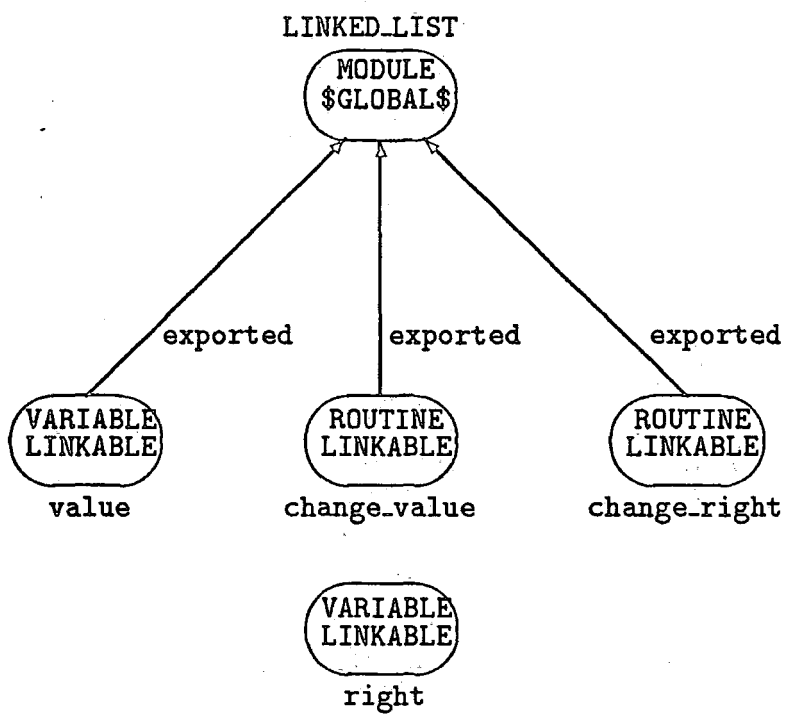 LINKED_LIST
MODULE
$GLOBAL$
exported
exported
exported
VARIABLE
LINKABLE
value
ROUTINE
LINKABLE
change_value
ROUTINE
LINKABLE
change_right
VARIABLE
LINKABLE
right